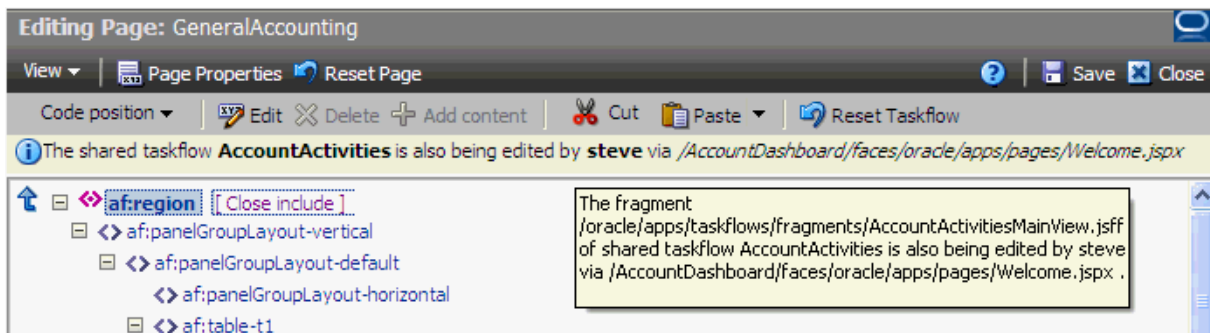 Editing Page: GeneralAccounting
View Page Properties Reset Page Save Close
Code position Edit Delete Add content Cut Paste Reset Taskflow
The shared taskflow AccountActivities is also being edited by steve via /AccountDashboard/faces/oracle/apps/pages/Welcome.jspx
af:region [ Close include ]
The fragment
/oracle/apps/taskflows/fragments/AccountActivitiesMainView.jsff
of shared taskflow AccountActivities is also being edited by steve
via /AccountDashboard/faces/oracle/apps/pages/Welcome.jspx .
af:panelGroupLayout-vertical
af:panelGroupLayout-default
af:panelGroupLayout-horizontal
af:table-t1